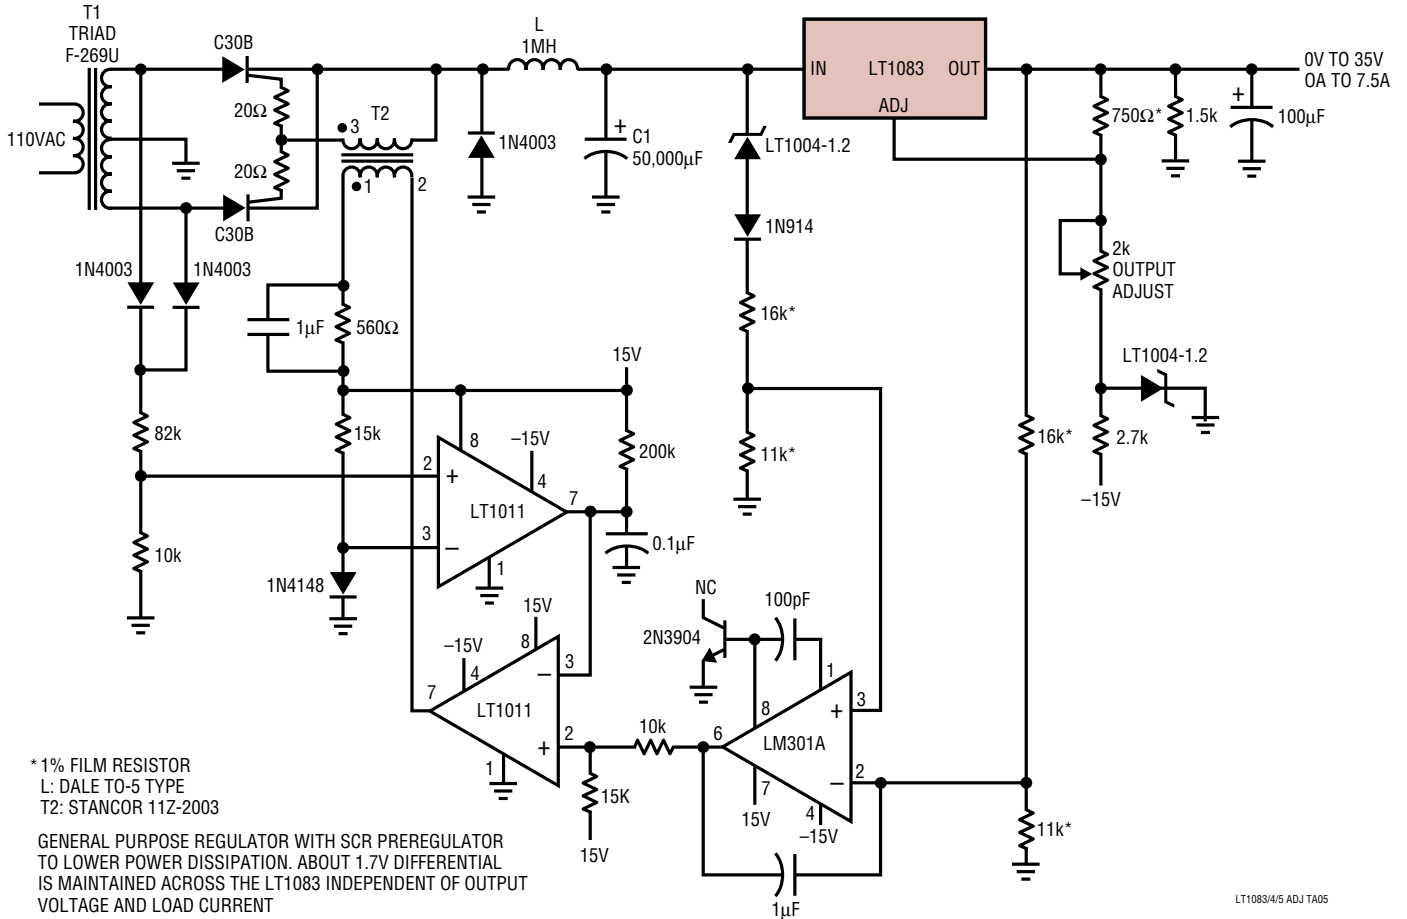 T1
TRIAD
F-269U
C30B
L
1MH
IN LT1083 OUT
ADJ
0V TO 35V
OA TO 7.5A
110VAC
20Ω
T2
3
20Ω
1
2
C30B
1N4003
+
C1
50,000µF
LT1004-1.2
1N914
750Ω*
1.5k
+
100µF
2k
OUTPUT
ADJUST
1N4003
1N4003
1µF
560Ω
16k*
15V
LT1004-1.2
82k
15k
8
–15V
4
200k
11k*
16k*
2.7k
–15V
2
+
LT1011
7
3
–
1
0.1µF
10k
1N4148
15V
–15V
8
4
3
–
7
LT1011
2
+
1
NC
100pF
2N3904
1
8
3
+
10k
6
LM301A
2
–
7
15V
4
–15V
15K
15V
11k*
1µF
* 1% FILM RESISTOR
L: DALE TO-5 TYPE
T2: STANCOR 11Z-2003
GENERAL PURPOSE REGULATOR WITH SCR PREREGULATOR
TO LOWER POWER DISSIPATION. ABOUT 1.7V DIFFERENTIAL
IS MAINTAINED ACROSS THE LT1083 INDEPENDENT OF OUTPUT
VOLTAGE AND LOAD CURRENT
LT1083/4/5 ADJ TA05